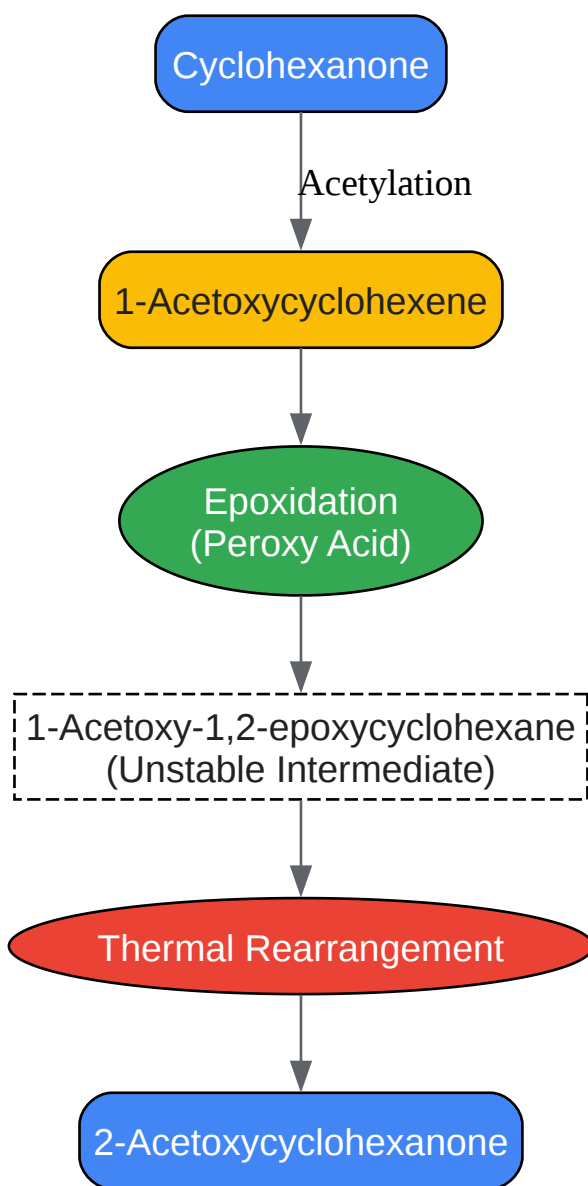 Cyclohexanone
Acetylation
1-Acetoxycyclohexene
Epoxidation
(Peroxy Acid)
1-Acetoxy-1,2-epoxycyclohexane
(Unstable Intermediate)
Thermal Rearrangement
2-Acetoxycyclohexanone